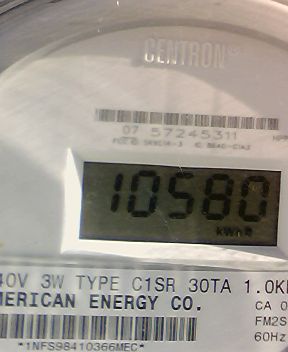 CENTRON®
07 57245311
10580
kWh
40V 3W TYPE C1SR 30TA 1.0K
MERICAN ENERGY CO.
CA 0
FM2S
60Hz
*1NFS98410366MEC*